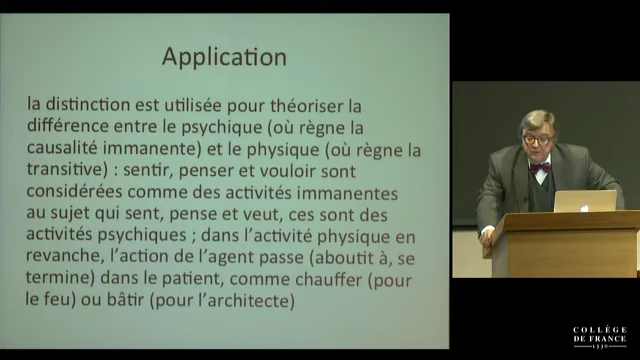 Application
la distinction est utilisée pour théoriser la
différence entre le psychique (où règne la
causalité immanente) et le physique (où règne la
transitive) : sentir, penser et vouloir sont
considérées comme des activités immanentes
au sujet qui sent, pense et veut, ces sont des
activités psychiques ; dans l'activité physique en
revanche, l'action de l'agent passe (aboutit à, se
termine) dans le patient, comme chauffer (pour
le feu) ou bâtir (pour l'architecte)
COLLÈGE
DE FRANCE
1530